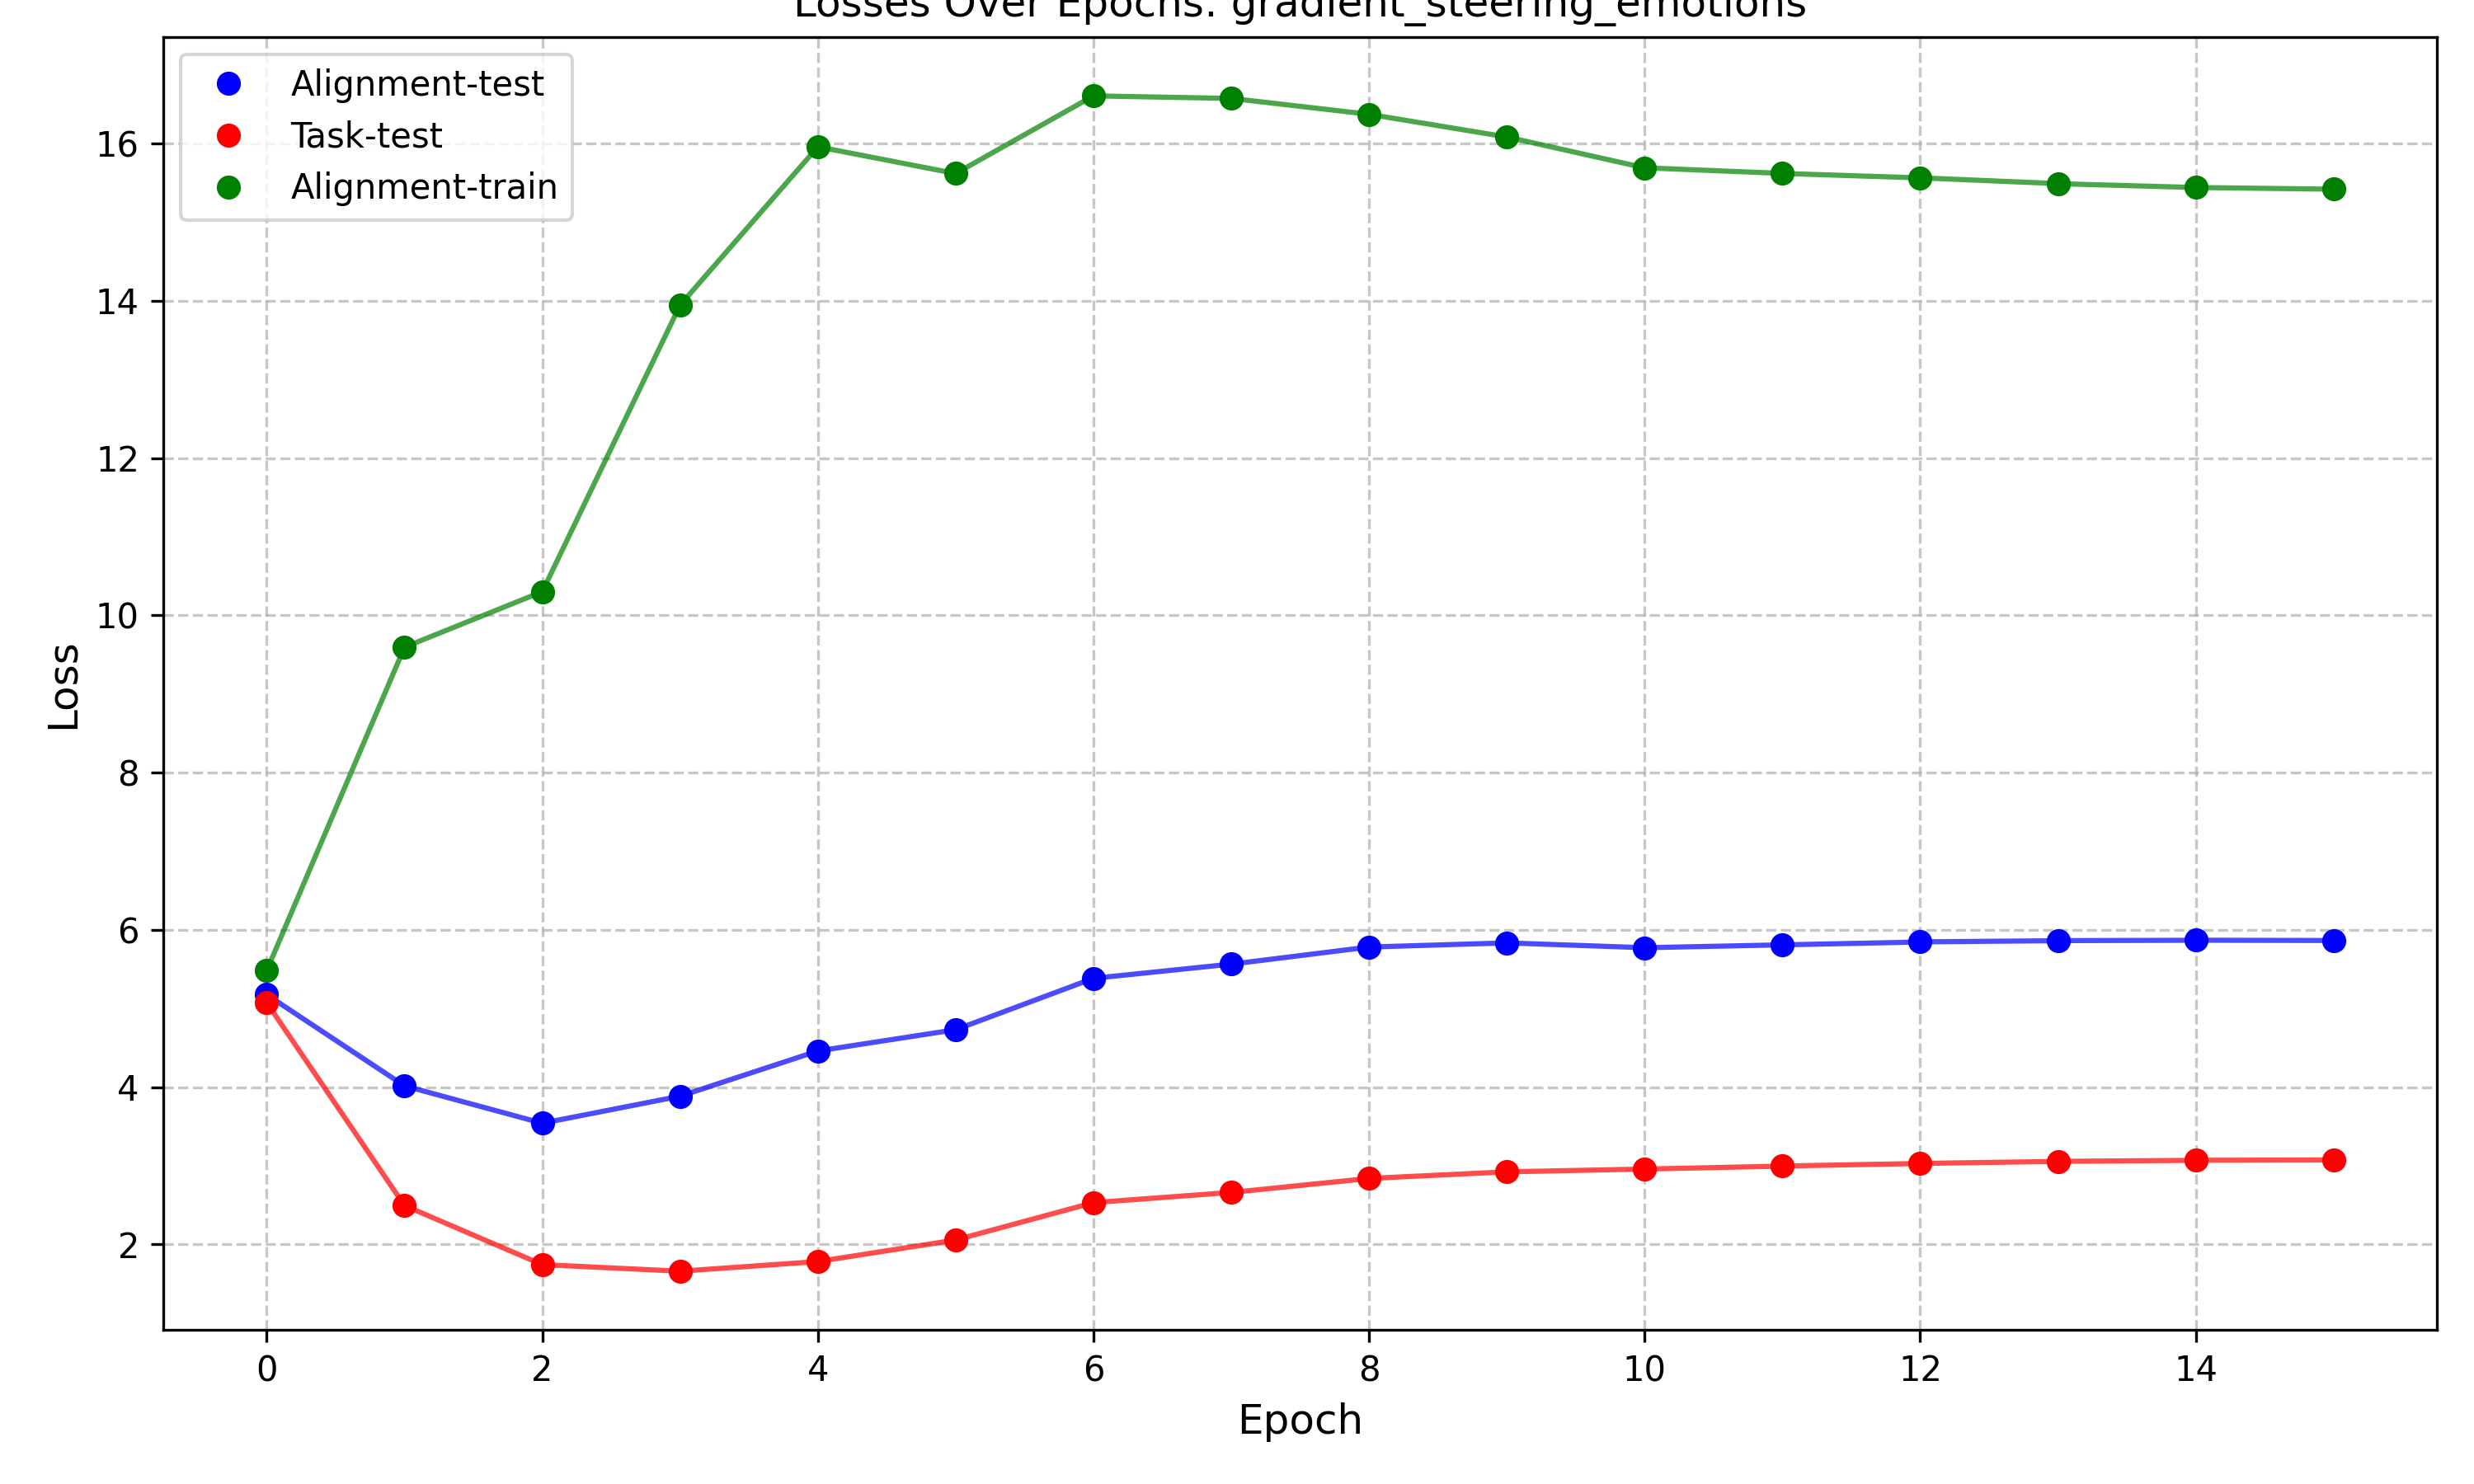 Losses Over Epochs: gradient_steering_emotions
Alignment-test
Task-test
Alignment-train
16
14
12
10
8
6
4
2
Loss
0 2 4 6 8 10 12 14
Epoch